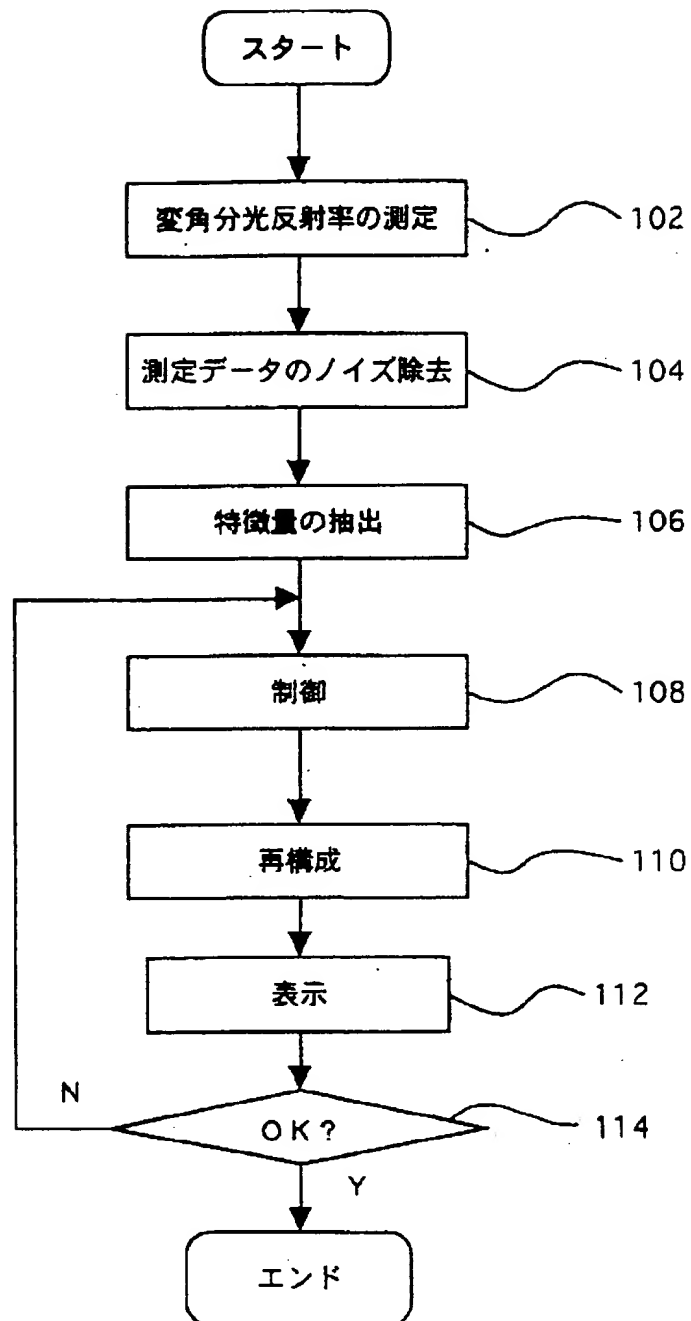 スタート
変角分光反射率の測定
102
測定データのノイズ除去
104
特徴量の抽出
106
制御
108
再構成
110
表示
112
N
OK?
114
Y
エンド